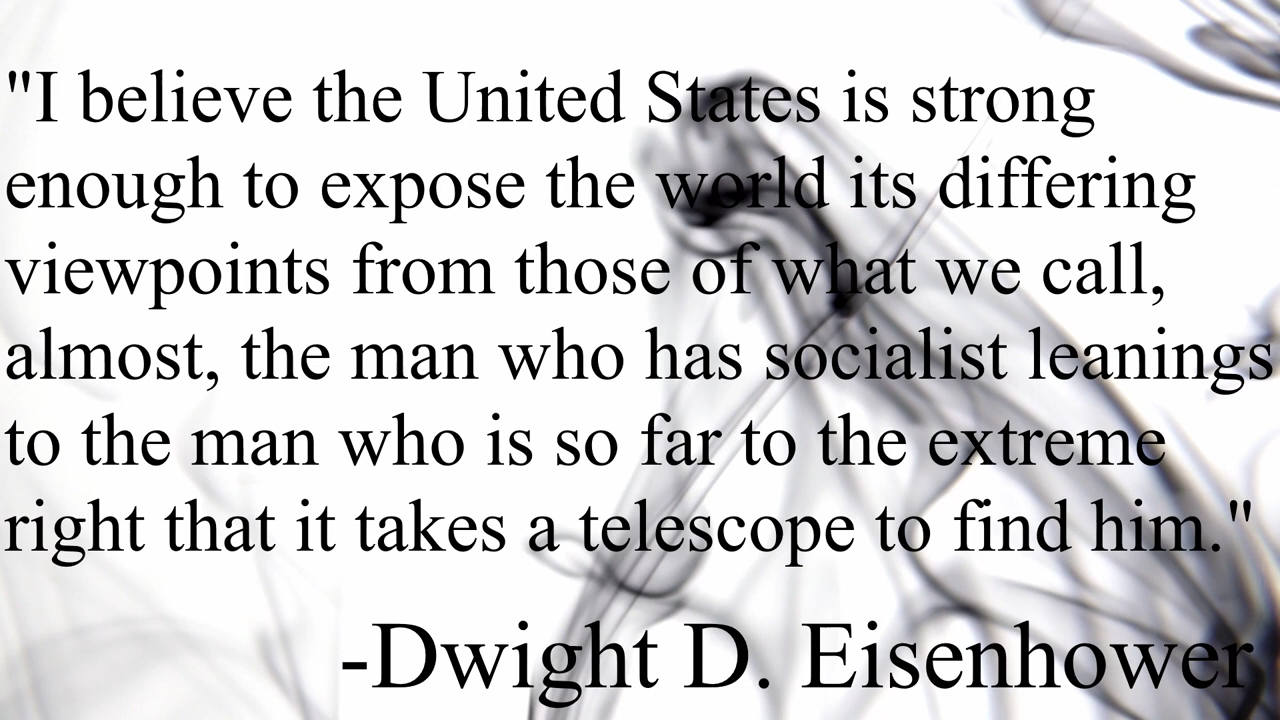 "I believe the United States is strong
enough to expose the world its differing
viewpoints from those of what we call,
almost, the man who has socialist leanings
to the man who is so far to the extreme
right that it takes a telescope to find him."
-Dwight D. Eisenhower